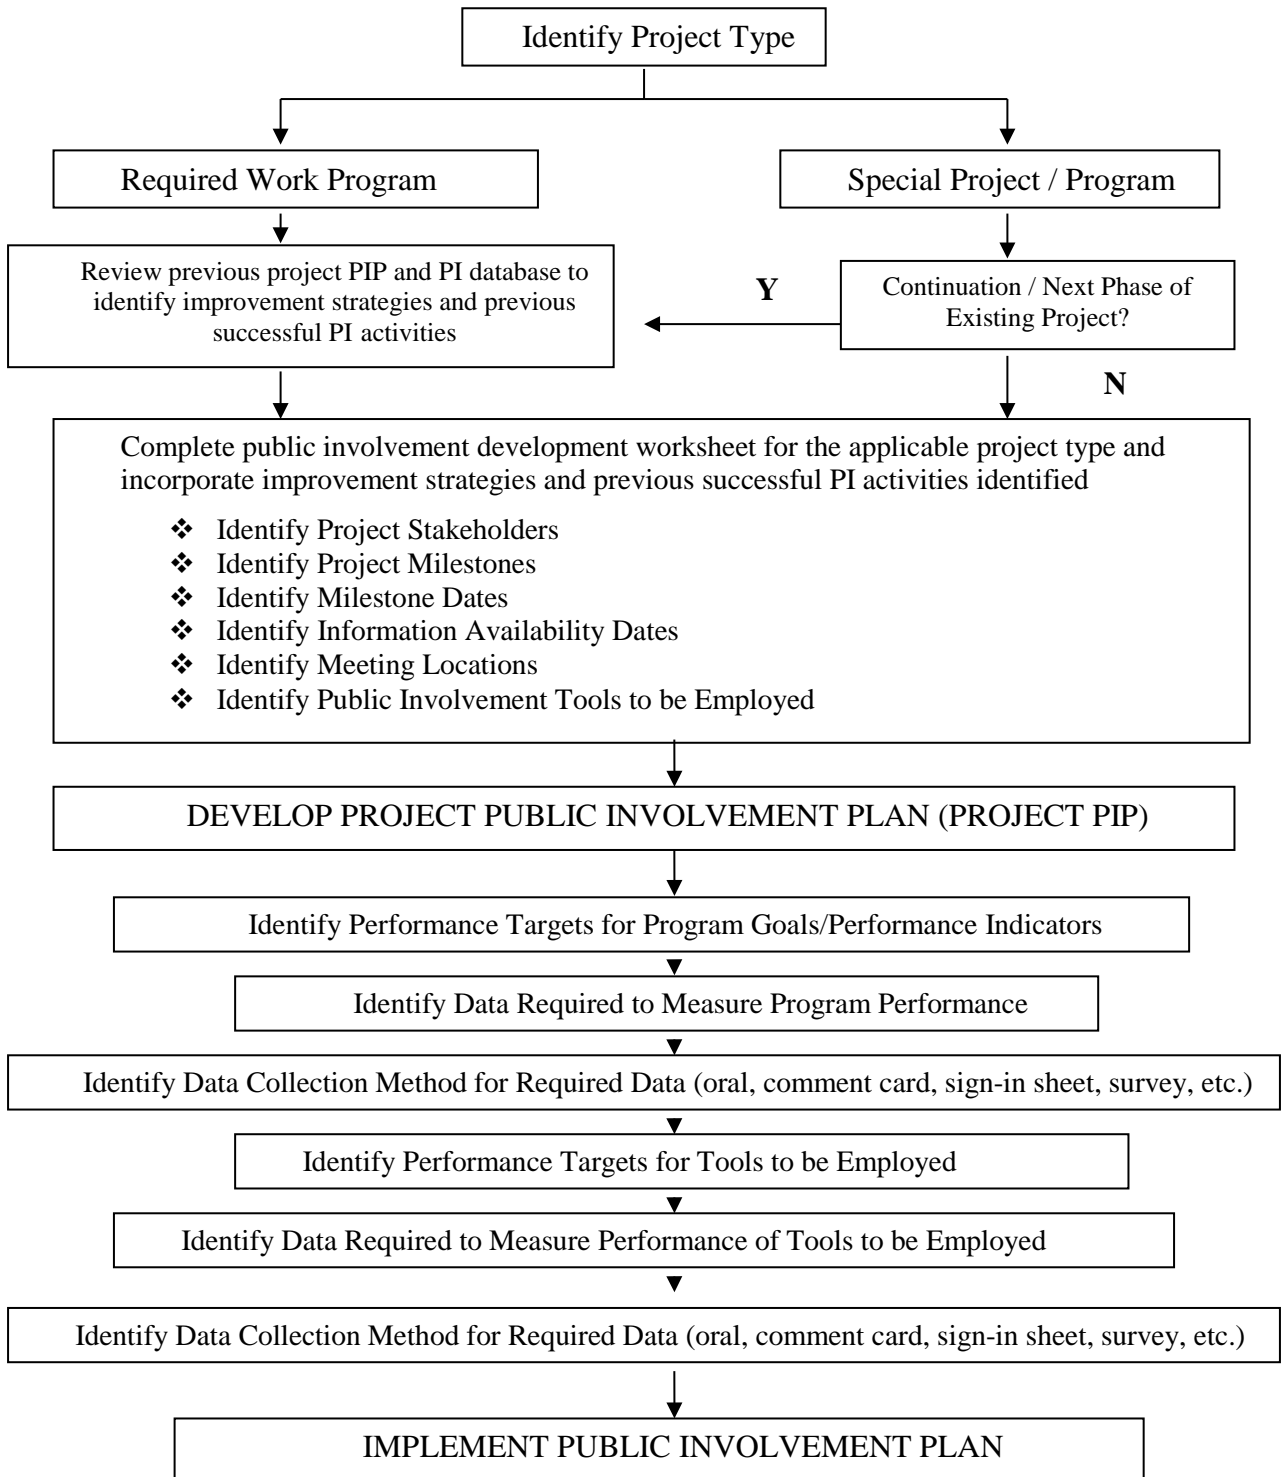 Identify Project Type
Required Work Program
Special Project / Program
Review previous project PIP and PI database to
identify improvement strategies and previous
successful PI activities
Y
Continuation / Next Phase of
Existing Project?
N
Complete public involvement development worksheet for the applicable project type and
incorporate improvement strategies and previous successful PI activities identified
❖ Identify Project Stakeholders
❖ Identify Project Milestones
❖ Identify Milestone Dates
❖ Identify Information Availability Dates
❖ Identify Meeting Locations
❖ Identify Public Involvement Tools to be Employed
DEVELOP PROJECT PUBLIC INVOLVEMENT PLAN (PROJECT PIP)
Identify Performance Targets for Program Goals/Performance Indicators
Identify Data Required to Measure Program Performance
Identify Data Collection Method for Required Data (oral, comment card, sign-in sheet, survey, etc.)
Identify Performance Targets for Tools to be Employed
Identify Data Required to Measure Performance of Tools to be Employed
Identify Data Collection Method for Required Data (oral, comment card, sign-in sheet, survey, etc.)
IMPLEMENT PUBLIC INVOLVEMENT PLAN